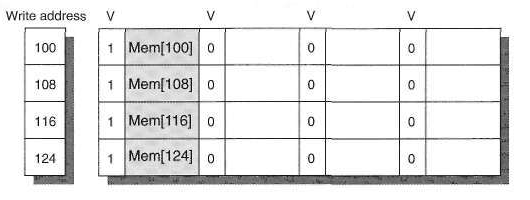 Write address V V V V
100 1 Mem[100] 0 0 0
108 1 Mem[108] 0 0 0
116 1 Mem[116] 0 0 0
124 1 Mem[124] 0 0 0